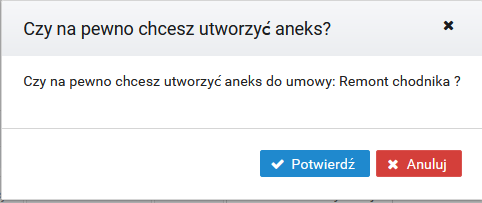 Czy na pewno chcesz utworzyć aneks?
Czy na pewno chcesz utworzyć aneks do umowy: Remont chodnika ?
Potwierdź
Anuluj